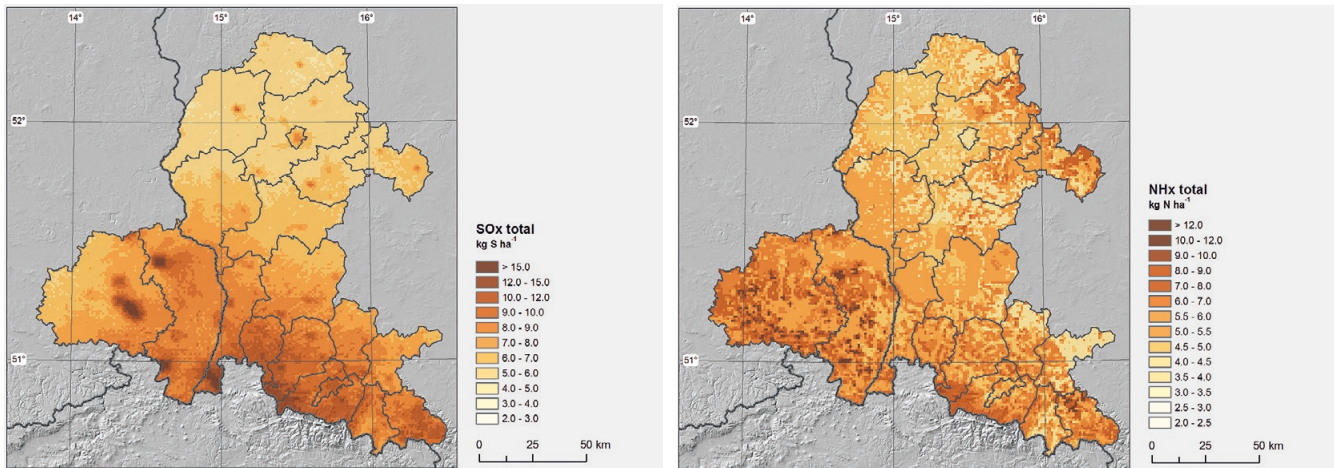 14° 15° 16°
52°
51°
SOx total
kg S ha⁻¹
> 15.0
12.0 - 15.0
10.0 - 12.0
9.0 - 10.0
8.0 - 9.0
7.0 - 8.0
6.0 - 7.0
5.0 - 6.0
4.0 - 5.0
3.0 - 4.0
2.0 - 3.0
0 25 50 km
14° 15° 16°
52°
51°
NHx total
kg N ha⁻¹
> 12.0
10.0 - 12.0
9.0 - 10.0
8.0 - 9.0
7.0 - 8.0
6.0 - 7.0
5.5 - 6.0
5.0 - 5.5
4.5 - 5.0
4.0 - 4.5
3.5 - 4.0
3.0 - 3.5
2.5 - 3.0
2.0 - 2.5
0 25 50 km